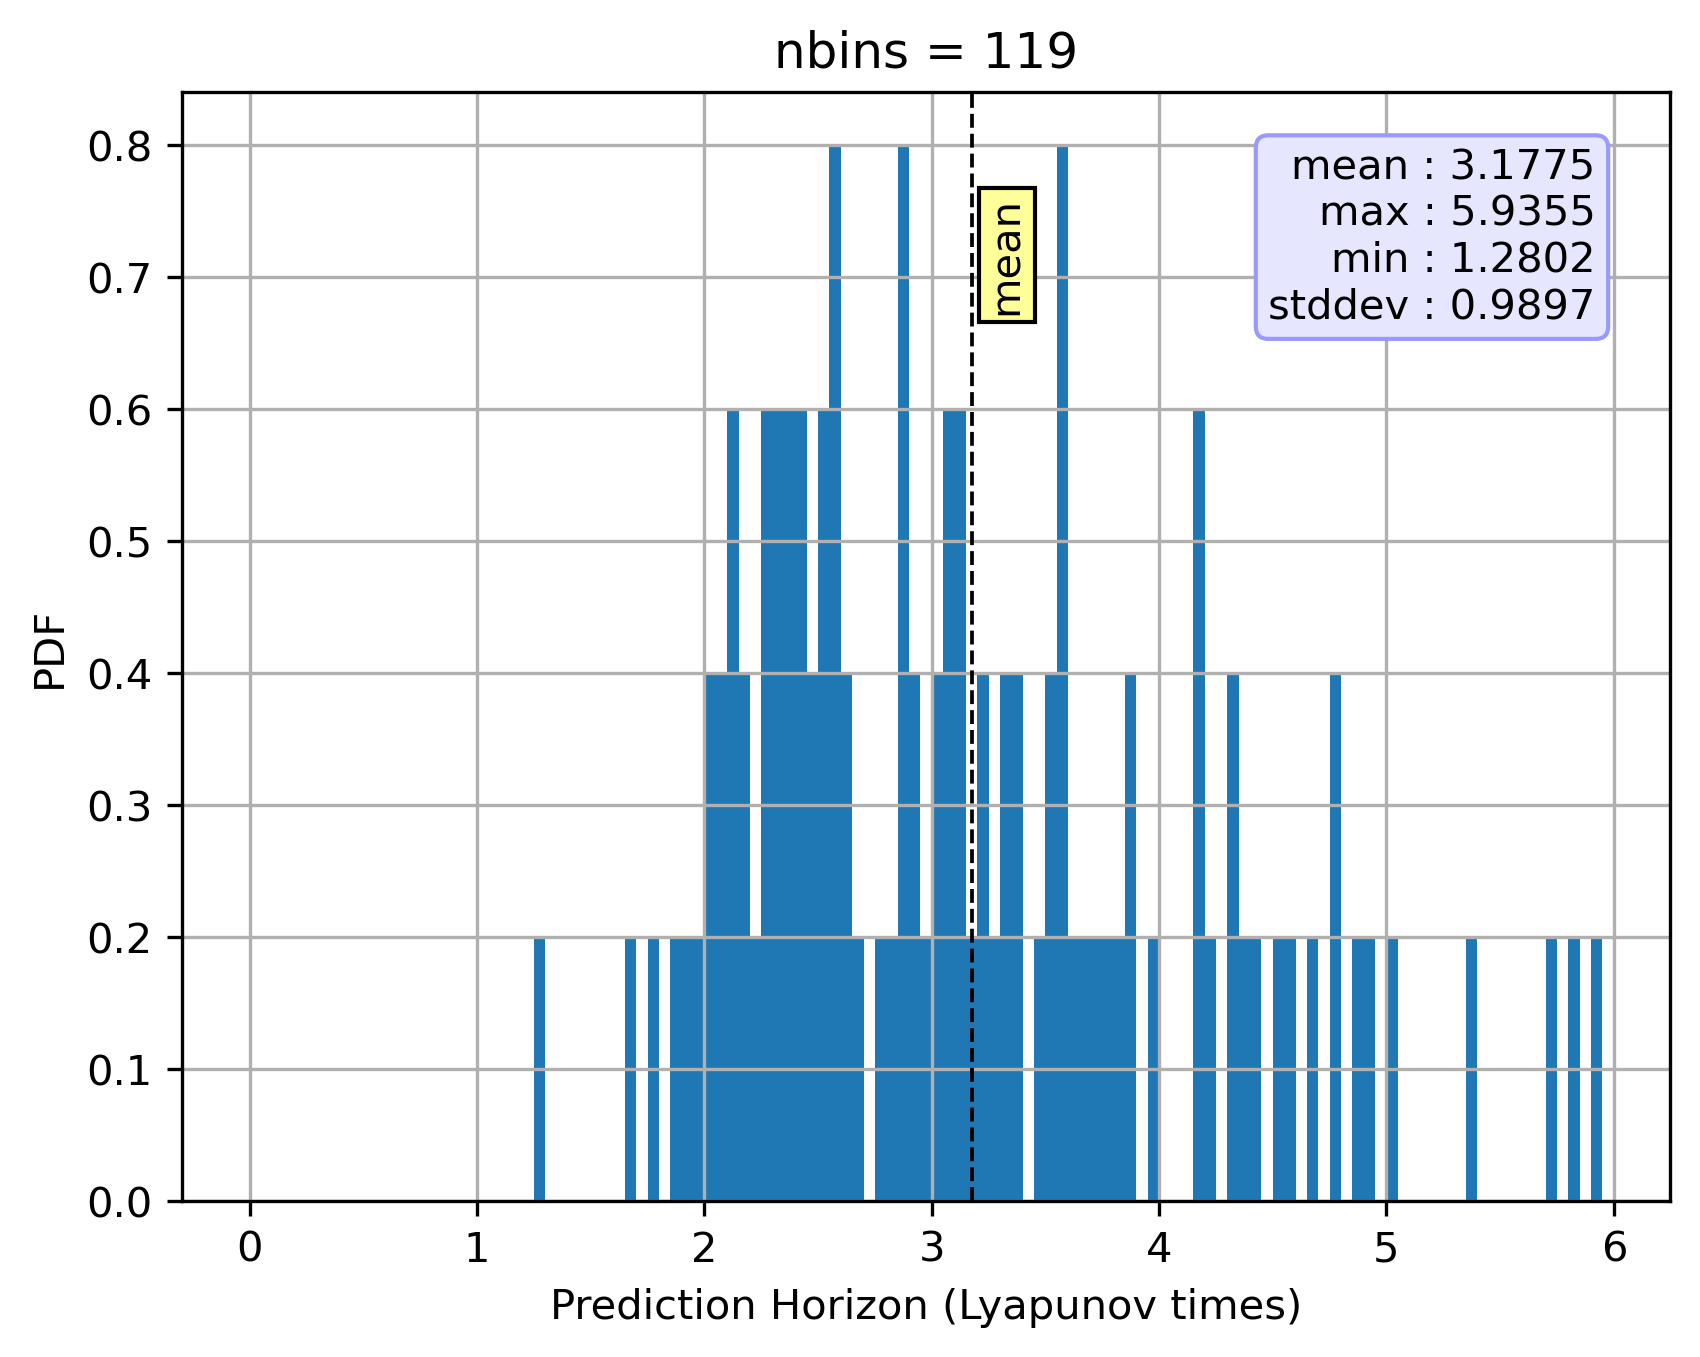 nbins = 119
0.8
0.7
0.6
0.5
0.4
0.3
0.2
0.1
0.0
PDF
mean
mean : 3.1775
max : 5.9355
min : 1.2802
stddev : 0.9897
0 1 2 3 4 5 6
Prediction Horizon (Lyapunov times)